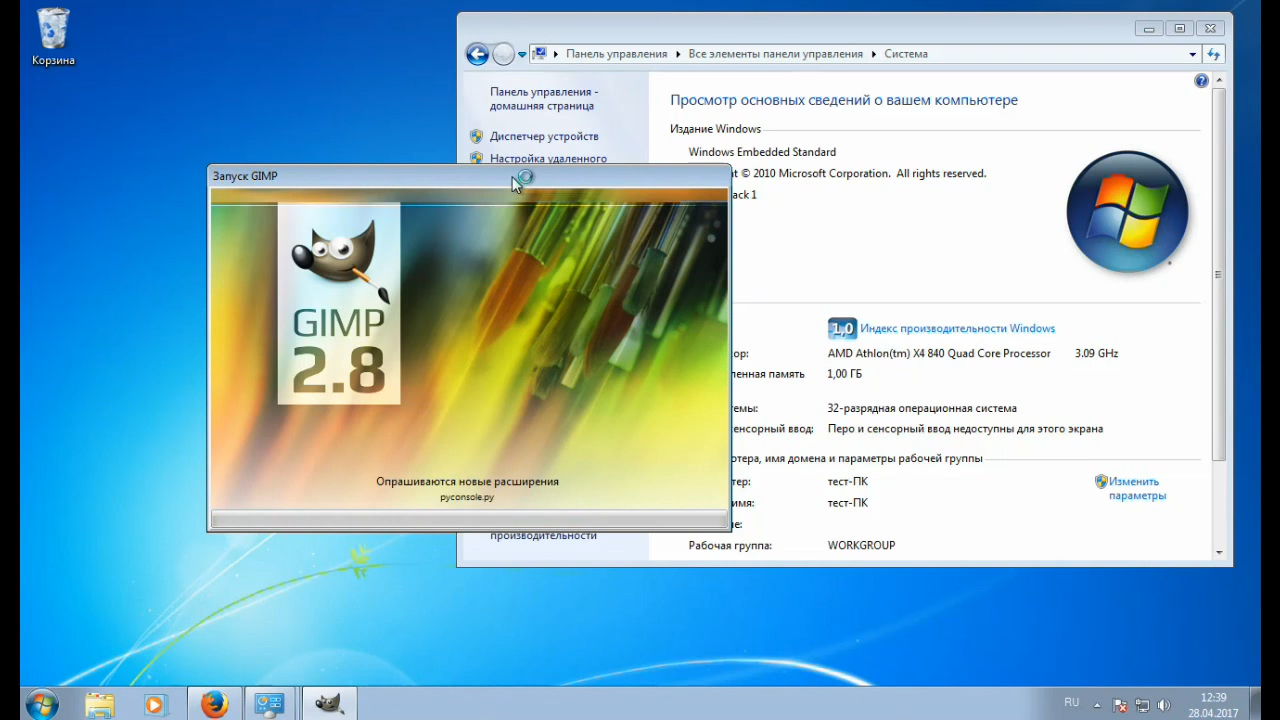 Корзина
Панель управления
Все элементы панели управления
Система
Панель управления -
домашняя страница
Диспетчер устройств
Настройка удаленного
Просмотр основных сведений о вашем компьютере
Издание Windows
Windows Embedded Standard
© 2010 Microsoft Corporation. All rights reserved.
ack 1
Запуск GIMP
GIMP
2.8
Опрашиваются новые расширения
pyconsole.py
1,0 Индекс производительности Windows
ор: AMD Athlon(tm) X4 840 Quad Core Processor 3.09 GHz
енная память 1,00 ГБ
стемы: 32-разрядная операционная система
сенсорный ввод: Перо и сенсорный ввод недоступны для этого экрана
ютера, имя домена и параметры рабочей группы
тер: тест-ПК
Изменить
параметры
имя: тест-ПК
ие:
производительности
Рабочая группа: WORKGROUP
RU
12:39
28.04.2017